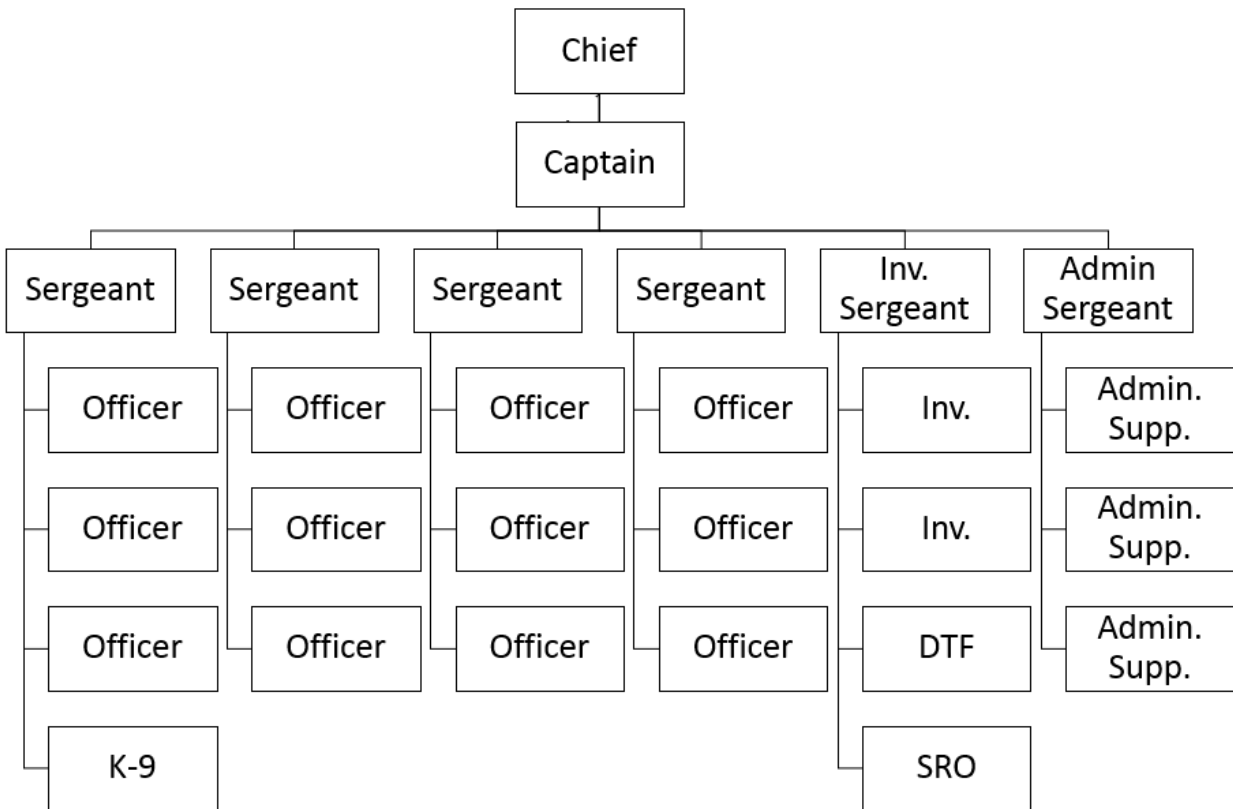 Chief
Captain
Sergeant
Sergeant
Sergeant
Sergeant
Inv.
Sergeant
Admin
Sergeant
Officer
Officer
Officer
Officer
Inv.
Admin.
Supp.
Officer
Officer
Officer
Officer
Inv.
Admin.
Supp.
Officer
Officer
Officer
Officer
DTF
Admin.
Supp.
K-9
SRO